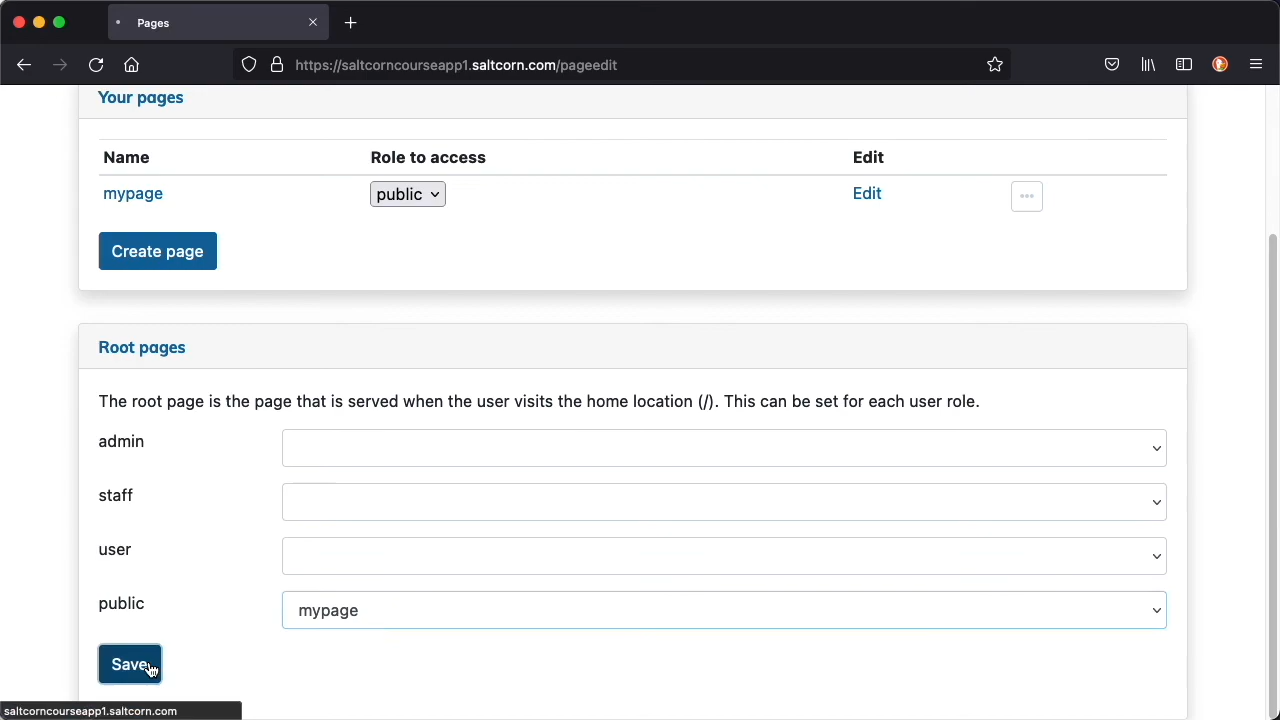 Pages
https://saltcorncourseapp1.saltcorn.com/pageedit
Your pages
Name Role to access Edit
mypage public Edit
Create page
Root pages
The root page is the page that is served when the user visits the home location (/). This can be set for each user role.
admin
staff
user
public mypage
Save
saltcorncourseapp1.saltcorn.com